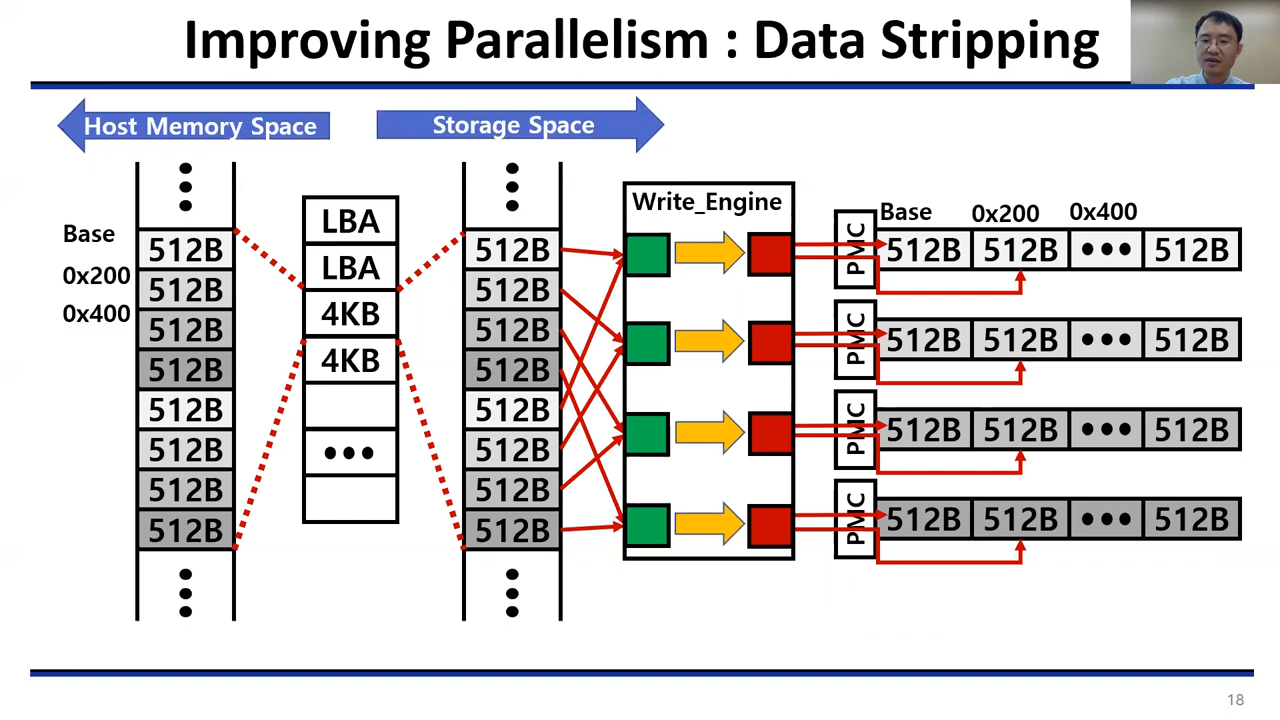 Improving Parallelism : Data Stripping
Host Memory Space
Storage Space
Base
0x200
0x400
512B
512B
512B
512B
512B
512B
512B
512B
LBA
LBA
4KB
4KB
512B
512B
512B
512B
512B
512B
512B
512B
Write_Engine
Base 0x200 0x400
PMC 512B 512B 512B
PMC 512B 512B 512B
PMC 512B 512B 512B
PMC 512B 512B 512B
18